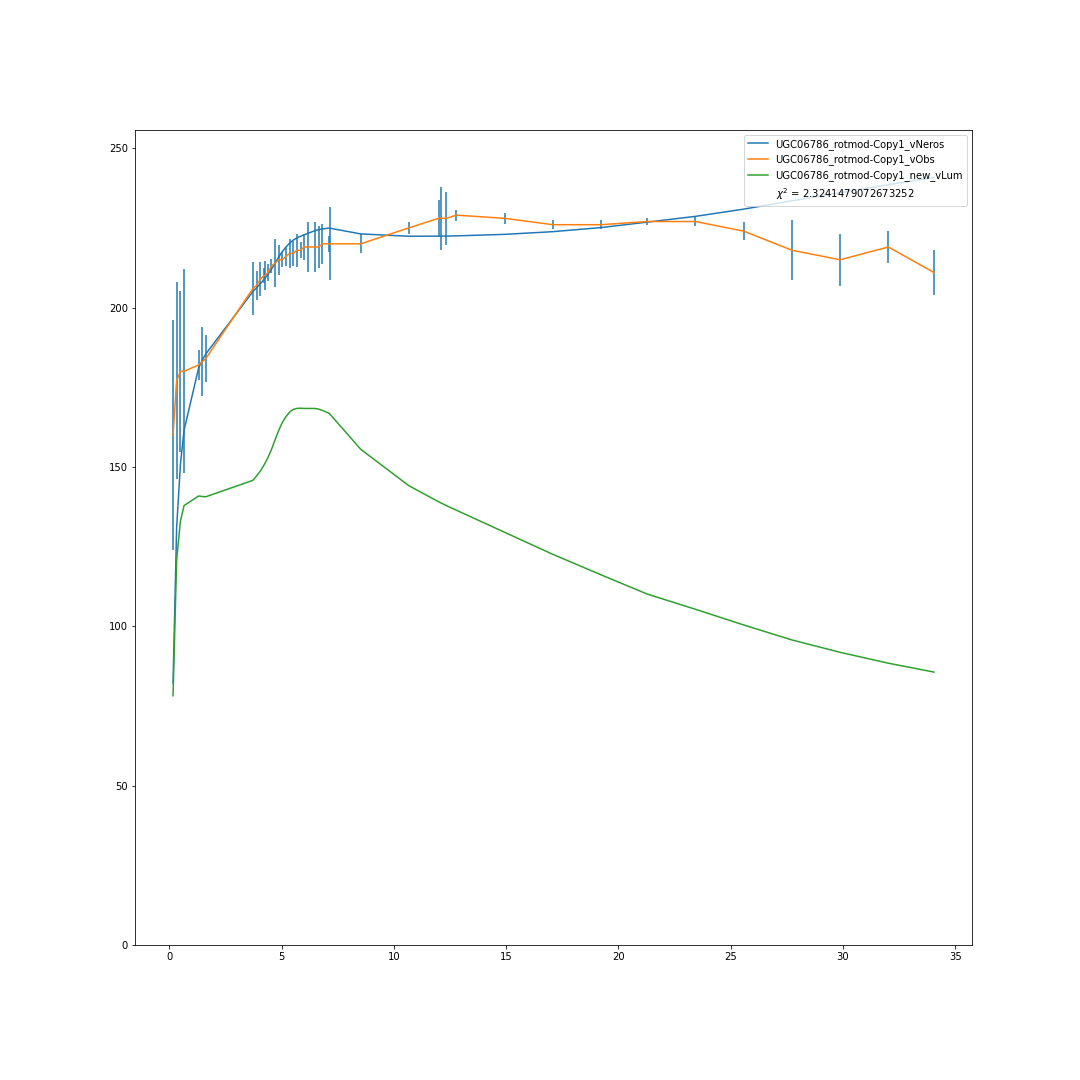 250
200
150
100
50
0
0 5 10 15 20 25 30 35
UGC06786_rotmod-Copy1_vNeros
UGC06786_rotmod-Copy1_vObs
UGC06786_rotmod-Copy1_new_vLum
χ² = 2.3241479072673252